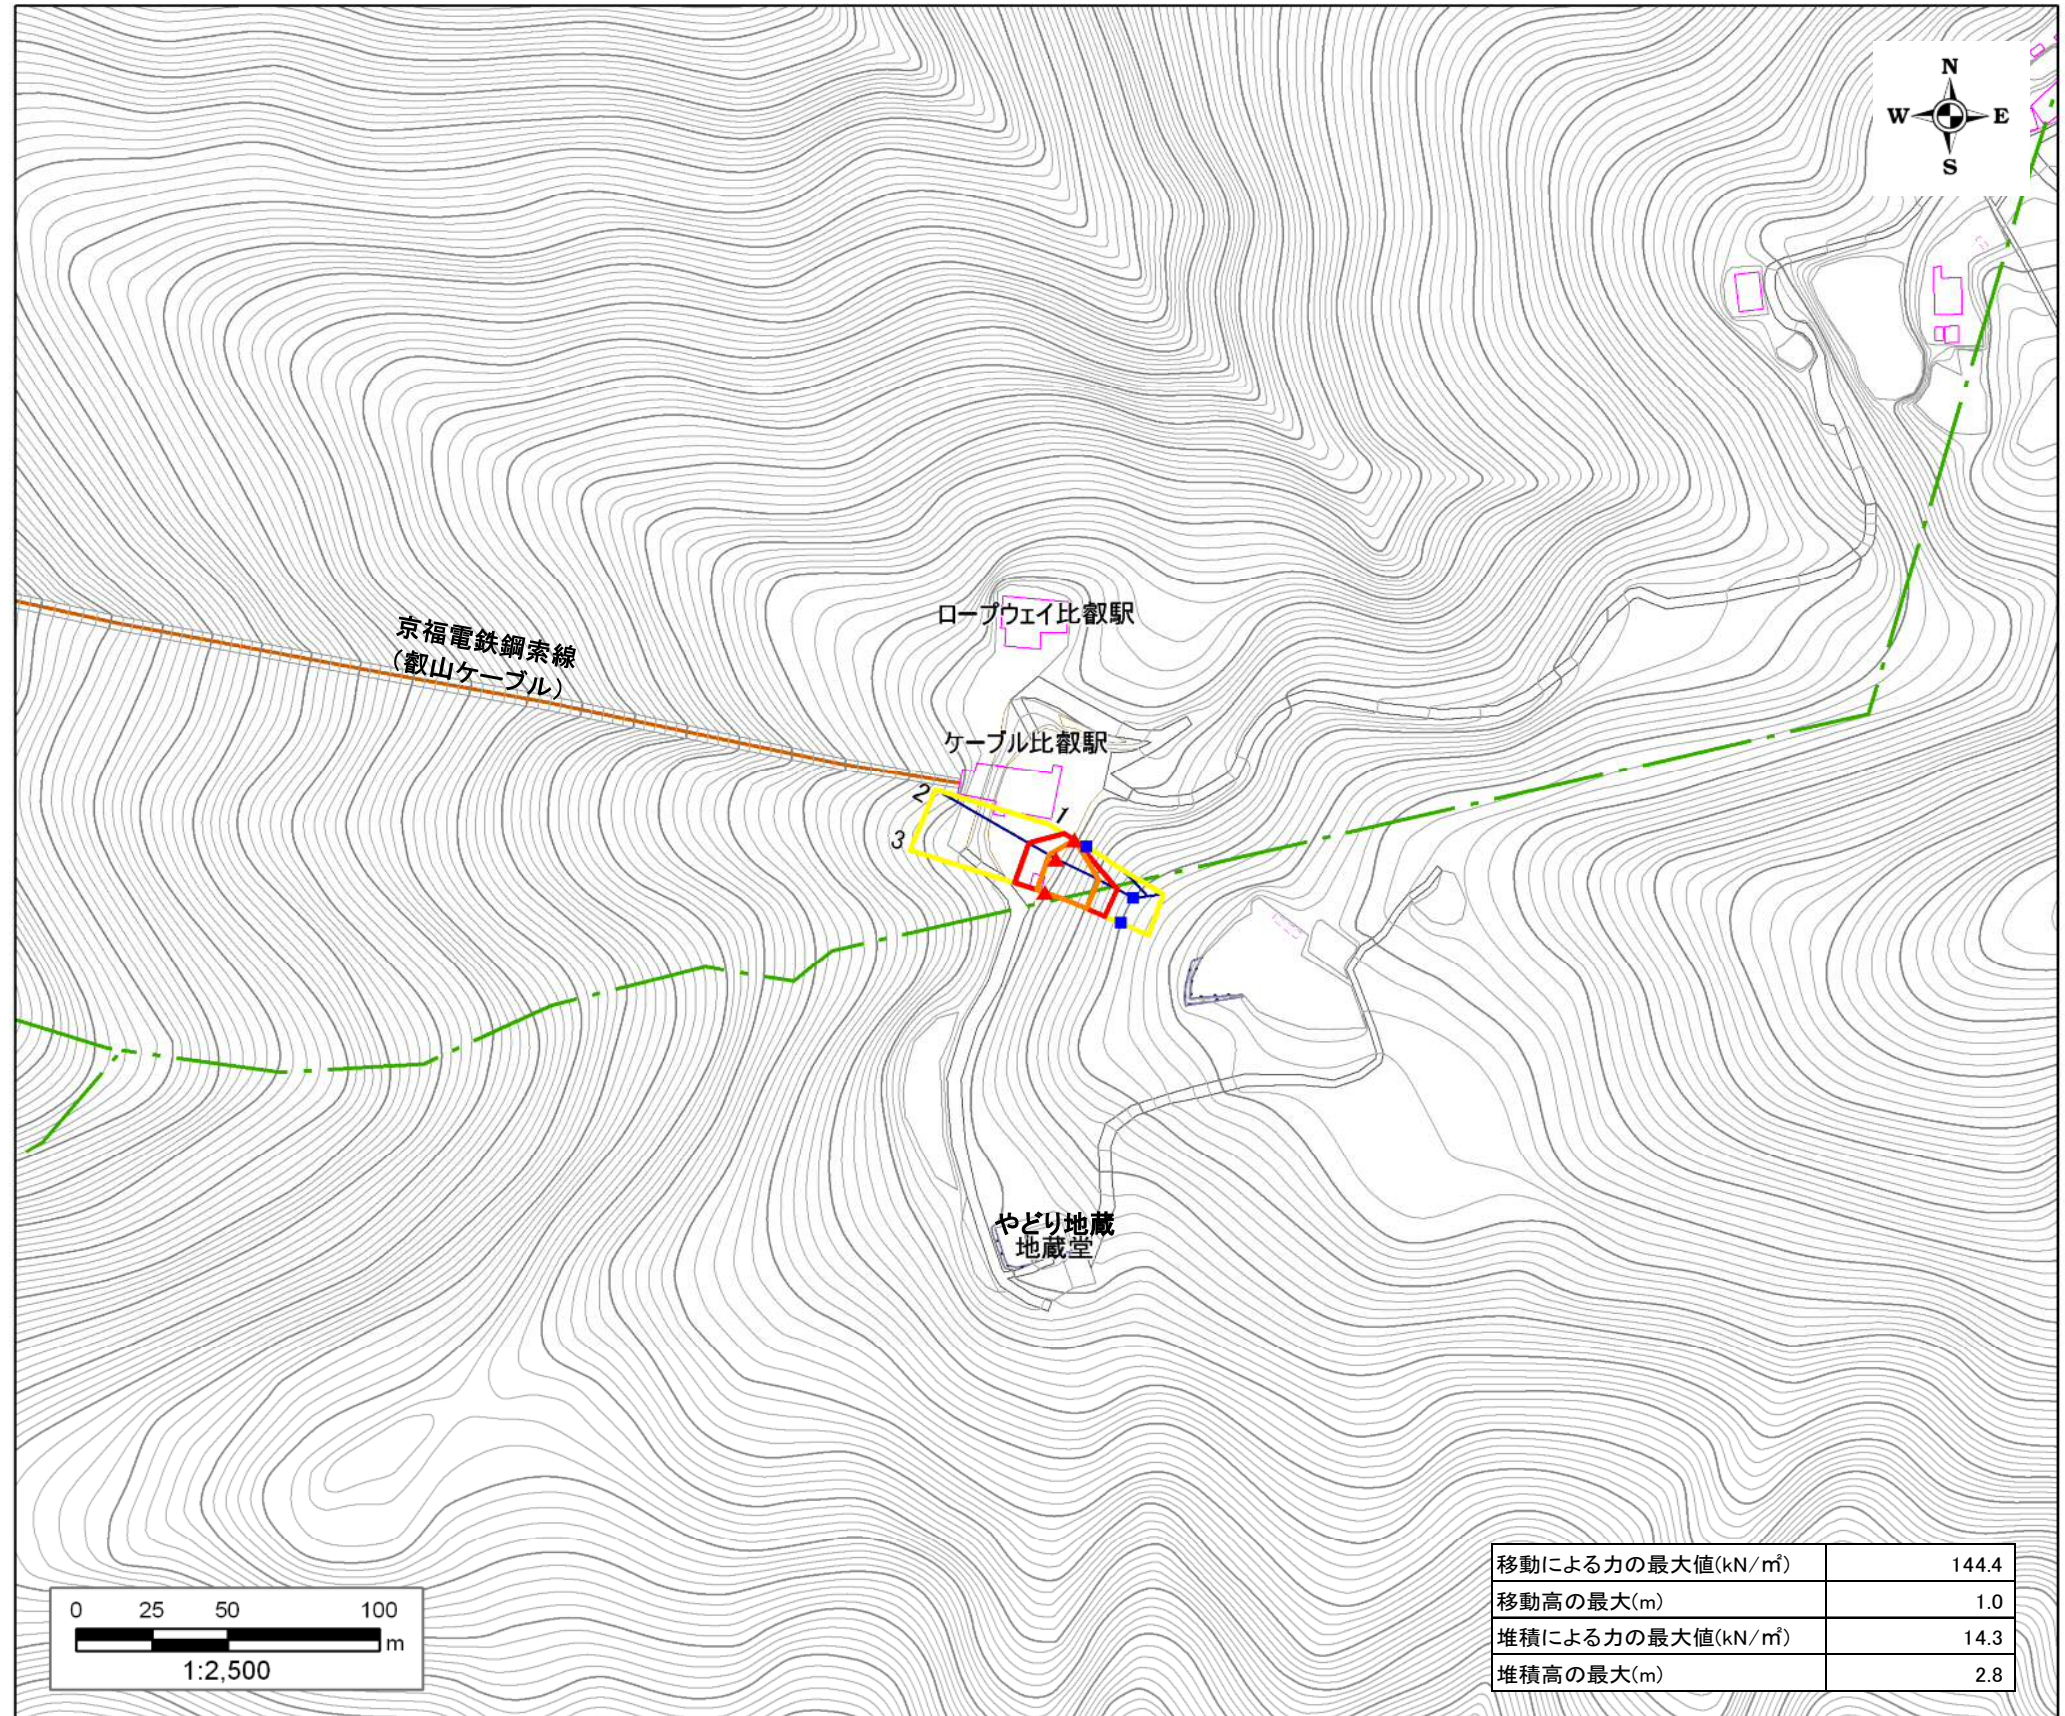 N
W E
S
ロープウェイ比叡駅
京福電鉄鋼索線
（叡山ケーブル）
ケーブル比叡駅
2
1
3
やどり地蔵
地蔵堂
移動による力の最大値(kN/㎡) 144.4
移動高の最大(m) 1.0
堆積による力の最大値(kN/㎡) 14.3
堆積高の最大(m) 2.8
0 25 50 100
m
1:2,500